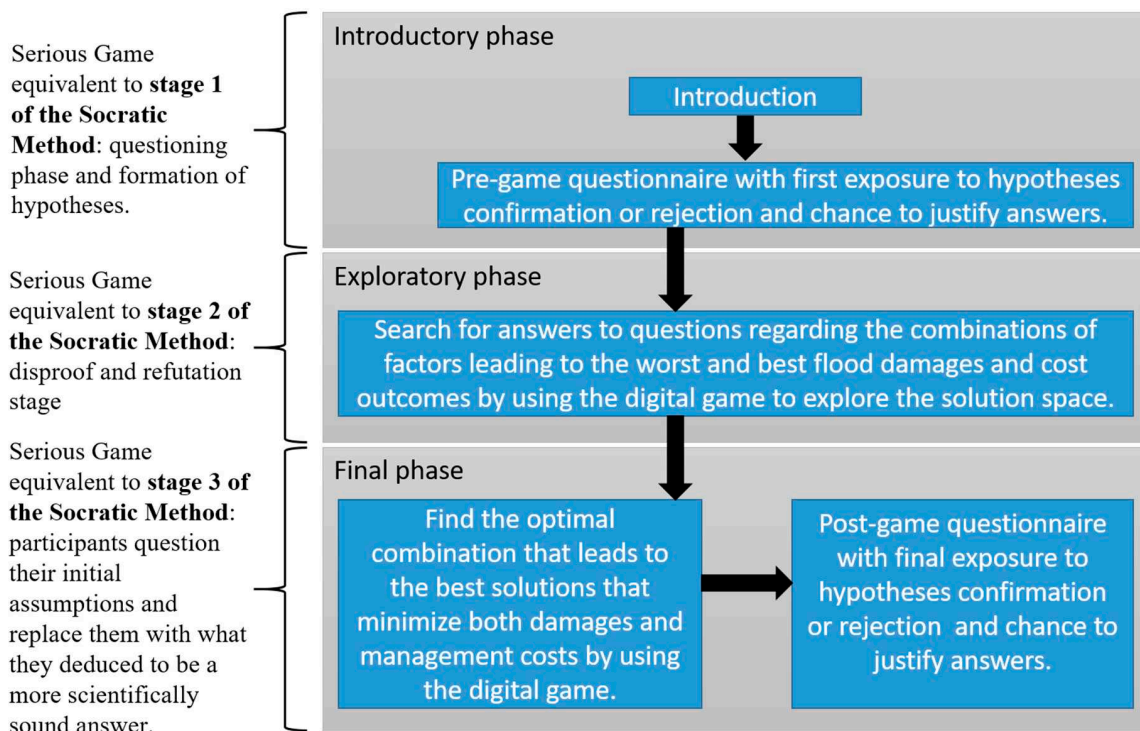 Serious Game
equivalent to stage 1
of the Socratic
Method: questioning
phase and formation of
hypotheses.
Introductory phase
Introduction
Pre-game questionnaire with first exposure to hypotheses
confirmation or rejection and chance to justify answers.
Serious Game
equivalent to stage 2 of
the Socratic Method:
disproof and refutation
stage
Exploratory phase
Search for answers to questions regarding the combinations of
factors leading to the worst and best flood damages and cost
outcomes by using the digital game to explore the solution space.
Serious Game
equivalent to stage 3 of
the Socratic Method:
participants question
their initial
assumptions and
replace them with what
they deduced to be a
more scientifically
sound answer.
Final phase
Find the optimal
combination that leads to
the best solutions that
minimize both damages and
management costs by using
the digital game.
Post-game questionnaire
with final exposure to
hypotheses confirmation
or rejection and chance to
justify answers.